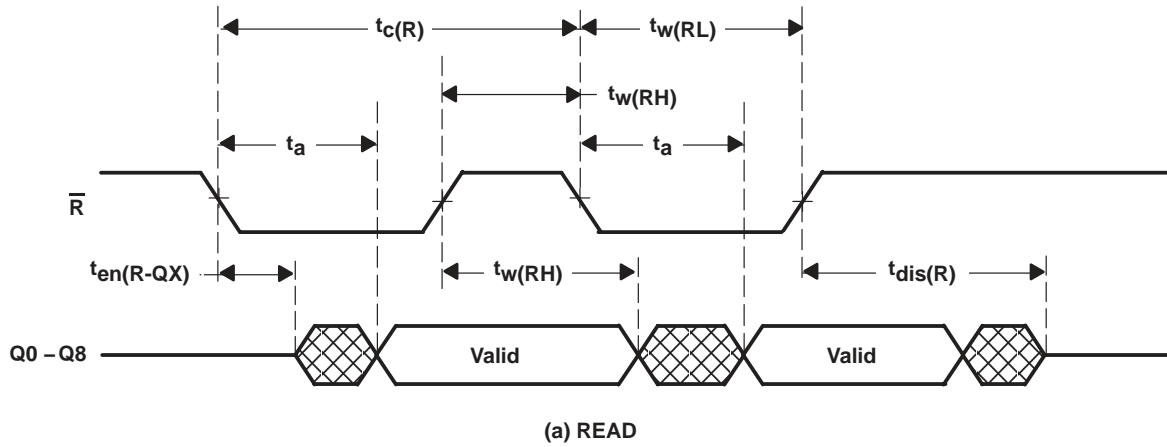 tc(R)
tw(RL)
tw(RH)
ta
ta
R̅
ten(R-QX)
tw(RH)
tdis(R)
Q0 – Q8
Valid
Valid
(a) READ